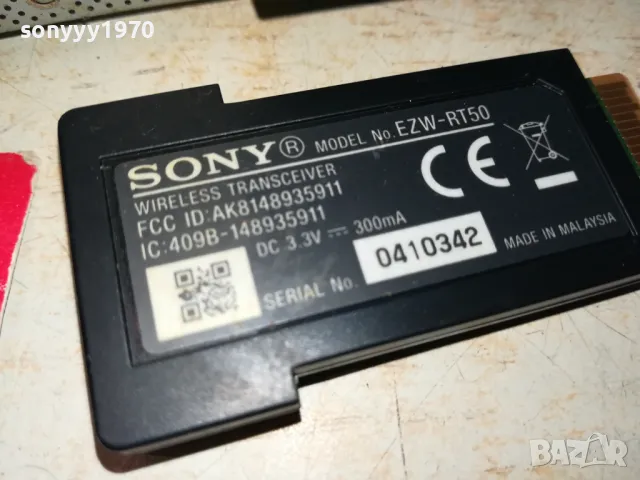 sonyyy1970
SONY® MODEL No. EZW-RT50
WIRELESS TRANSCEIVER
FCC ID:AK8148935911
IC:409B-148935911
DC 3.3V 300mA
CE
SERIAL No. 0410342
MADE IN MALAYSIA
BAZAR
bg